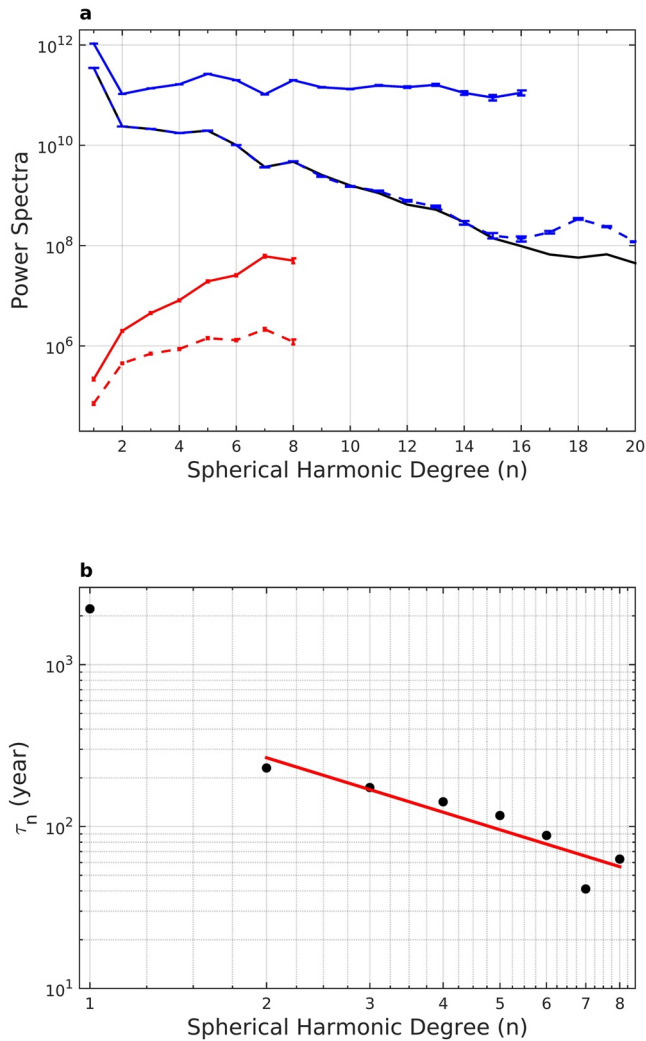 a
10^12
10^10
10^8
10^6
Power Spectra
2 4 6 8 10 12 14 16 18 20
Spherical Harmonic Degree (n)
b
10^3
10^2
10^1
τ_n (year)
1 2 3 4 5 6 7 8
Spherical Harmonic Degree (n)